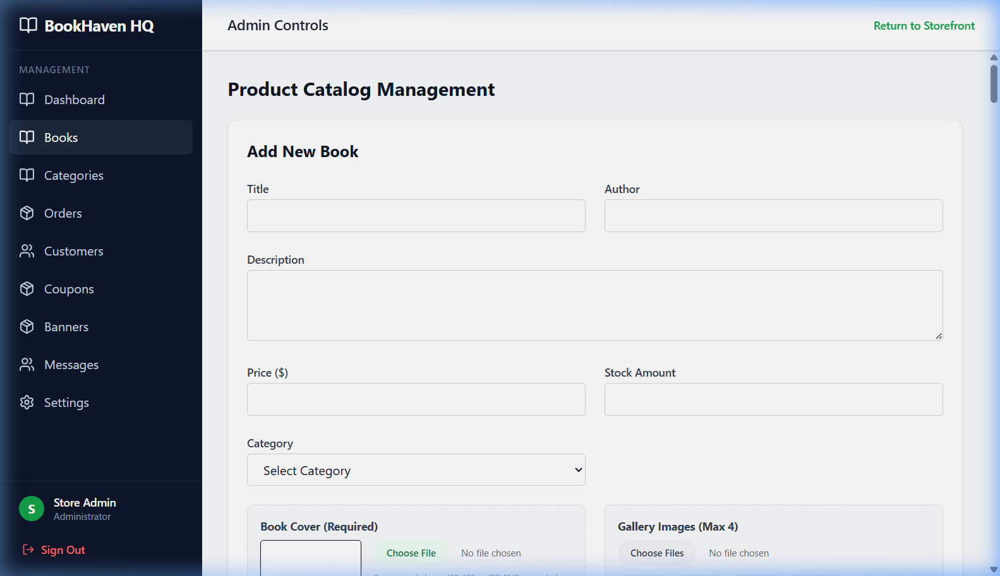 BookHaven HQ
Admin Controls
Return to Storefront
MANAGEMENT
Dashboard
Books
Categories
Orders
Customers
Coupons
Banners
Messages
Settings
Store Admin
S
Administrator
Sign Out
Product Catalog Management
Add New Book
Title
Author
Description
Price ($)
Stock Amount
Category
Select Category
Book Cover (Required)
Choose File
No file chosen
Gallery Images (Max 4)
Choose Files
No file chosen